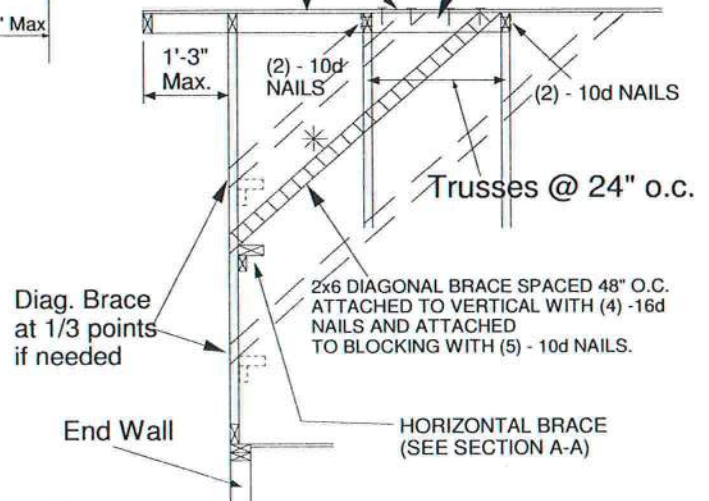 ' Max
1'-3"
Max.
(2) - 10d
NAILS
(2) - 10d NAILS
Trusses @ 24" o.c.
2x6 DIAGONAL BRACE SPACED 48" O.C.
ATTACHED TO VERTICAL WITH (4) -16d
NAILS AND ATTACHED
TO BLOCKING WITH (5) - 10d NAILS.
Diag. Brace
at 1/3 points
if needed
HORIZONTAL BRACE
(SEE SECTION A-A)
End Wall